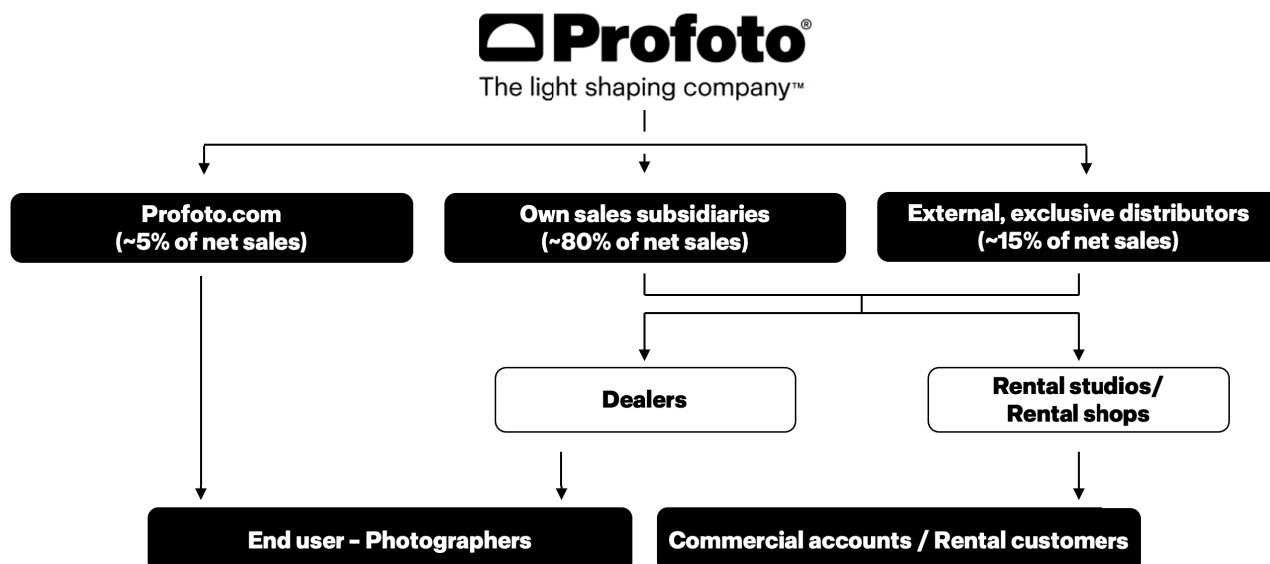 Profoto®
The light shaping company™
Profoto.com
(~5% of net sales)
Own sales subsidiaries
(~80% of net sales)
External, exclusive distributors
(~15% of net sales)
Dealers
Rental studios/
Rental shops
End user – Photographers
Commercial accounts / Rental customers